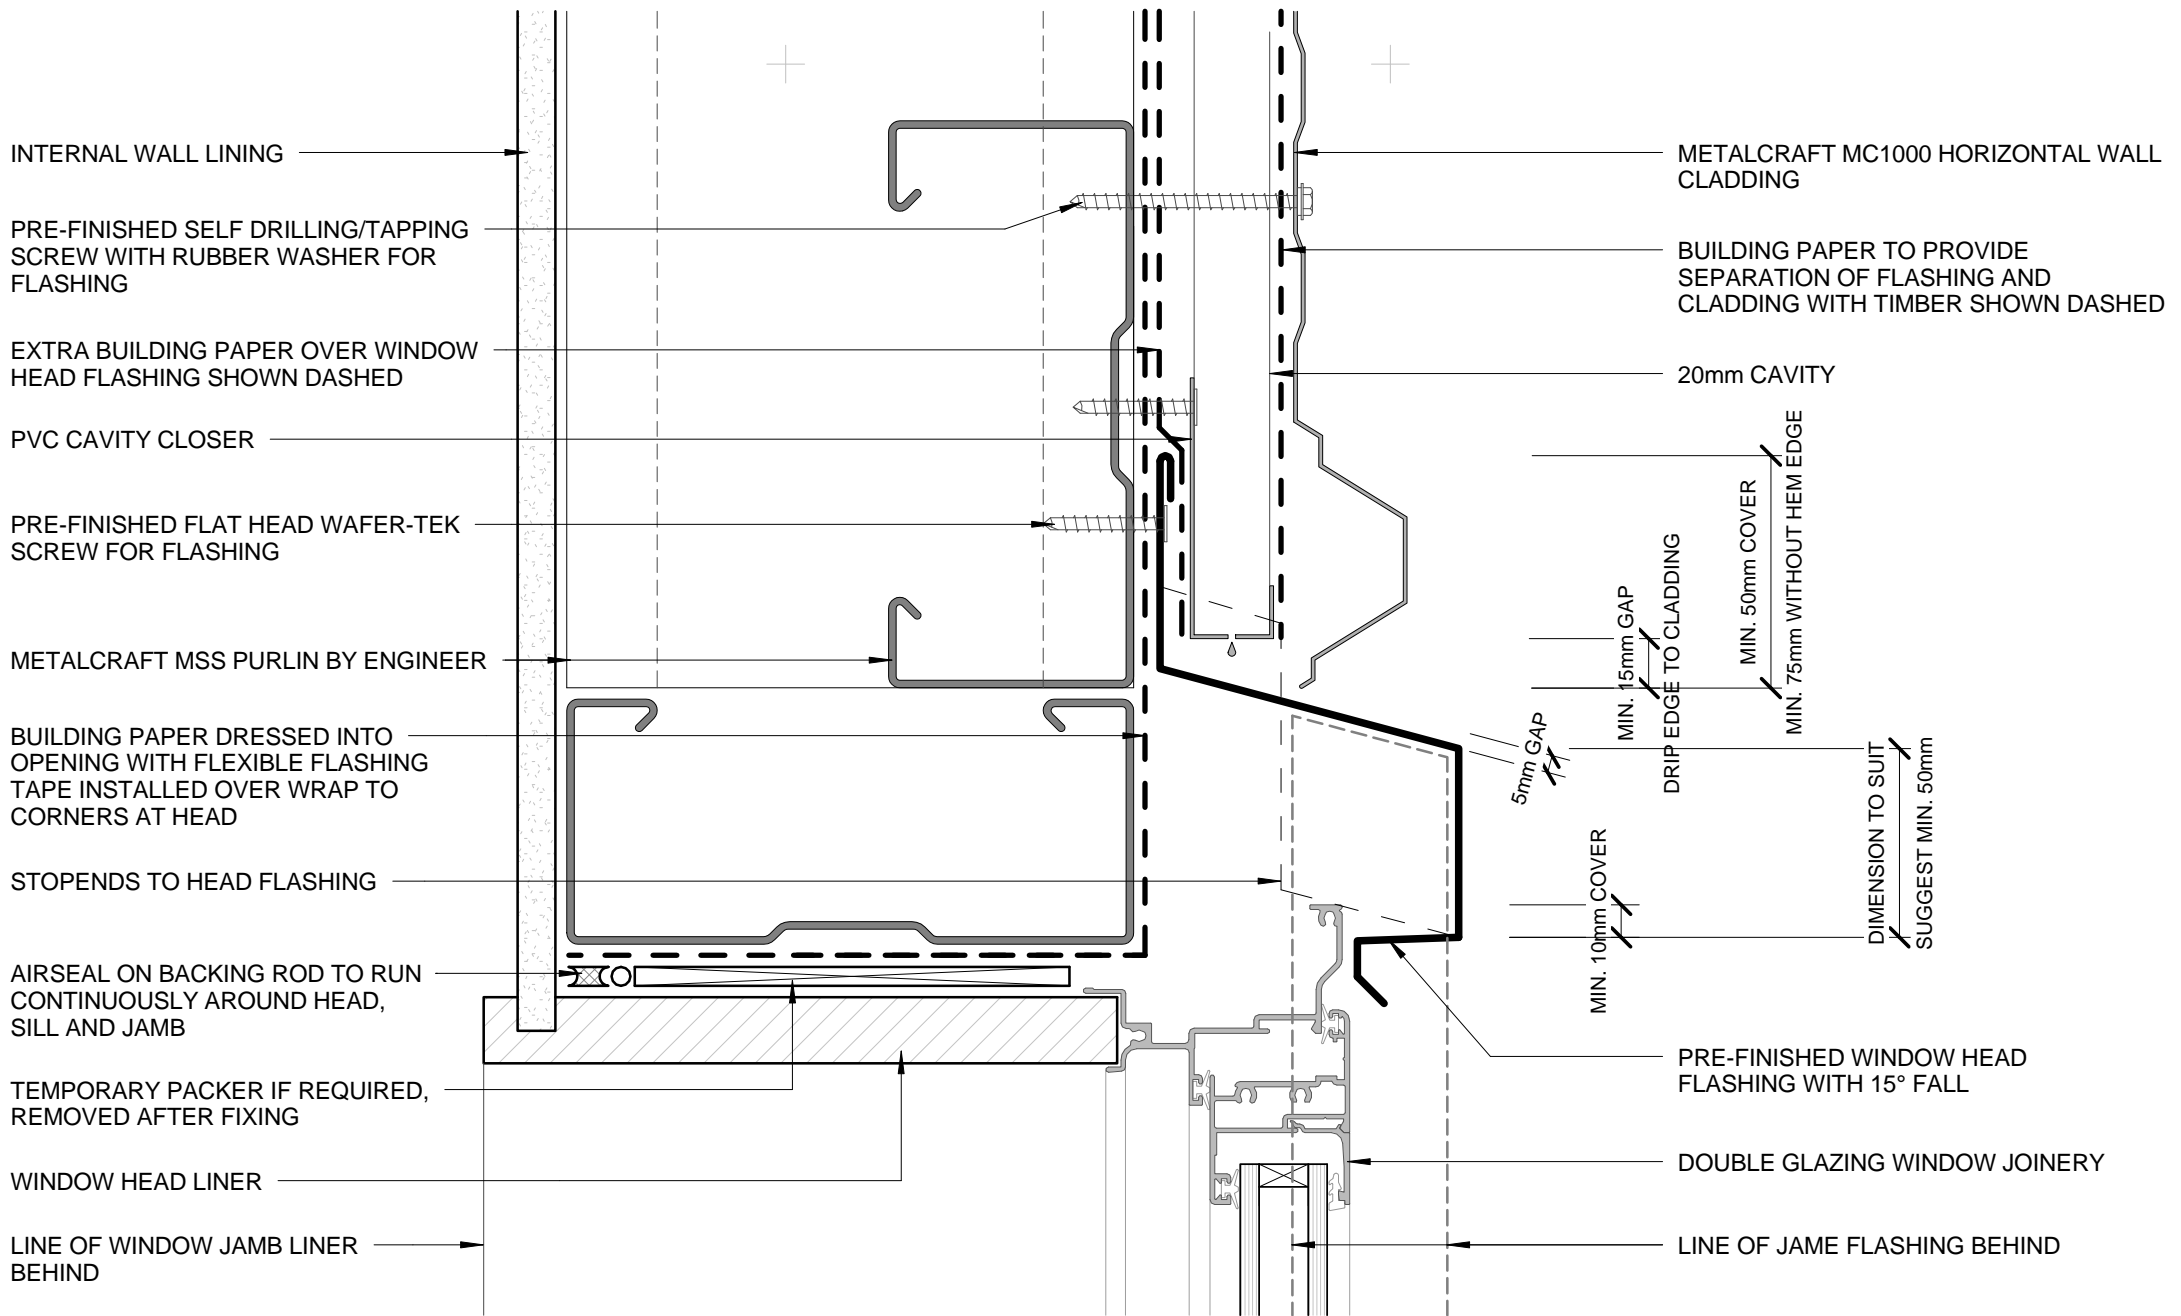 INTERNAL WALL LINING
PRE-FINISHED SELF DRILLING/TAPPING
SCREW WITH RUBBER WASHER FOR
FLASHING
EXTRA BUILDING PAPER OVER WINDOW
HEAD FLASHING SHOWN DASHED
PVC CAVITY CLOSER
PRE-FINISHED FLAT HEAD WAFER-TEK
SCREW FOR FLASHING
METALCRAFT MSS PURLIN BY ENGINEER
BUILDING PAPER DRESSED INTO
OPENING WITH FLEXIBLE FLASHING
TAPE INSTALLED OVER WRAP TO
CORNERS AT HEAD
STOPENDS TO HEAD FLASHING
AIRSEAL ON BACKING ROD TO RUN
CONTINUOUSLY AROUND HEAD,
SILL AND JAMB
TEMPORARY PACKER IF REQUIRED,
REMOVED AFTER FIXING
WINDOW HEAD LINER
LINE OF WINDOW JAMB LINER
BEHIND
METALCRAFT MC1000 HORIZONTAL WALL
CLADDING
BUILDING PAPER TO PROVIDE
SEPARATION OF FLASHING AND
CLADDING WITH TIMBER SHOWN DASHED
20mm CAVITY
MIN. 50mm COVER
MIN. 75mm WITHOUT HEM EDGE
MIN. 15mm GAP
DRIP EDGE TO CLADDING
5mm GAP
DIMENSION TO SUIT
SUGGEST MIN. 50mm
MIN. 10mm COVER
PRE-FINISHED WINDOW HEAD
FLASHING WITH 15° FALL
DOUBLE GLAZING WINDOW JOINERY
LINE OF JAME FLASHING BEHIND